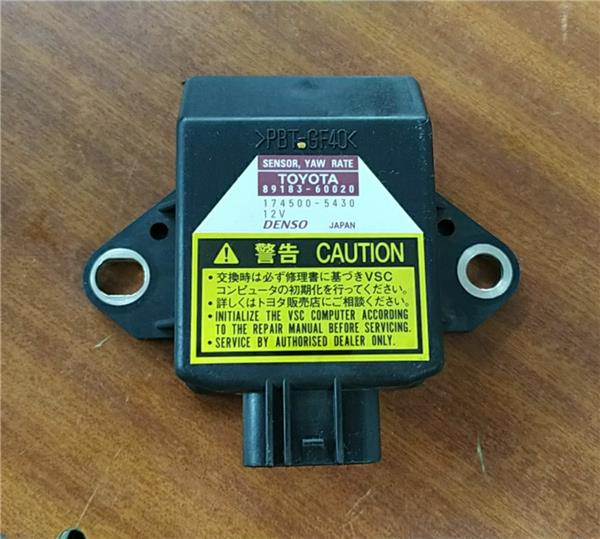 >PBT-GF40<
SENSOR, YAW RATE
TOYOTA
89183-60020
174500-5430
12V
DENSO JAPAN
警告 CAUTION
•交換時は必ず修理書に基づきVSC
コンピュータの初期化を行ってください。
•詳しくはトヨタ販売店にご相談ください。
•INITIALIZE THE VSC COMPUTER ACCORDING
TO THE REPAIR MANUAL BEFORE SERVICING.
•SERVICE BY AUTHORISED DEALER ONLY.